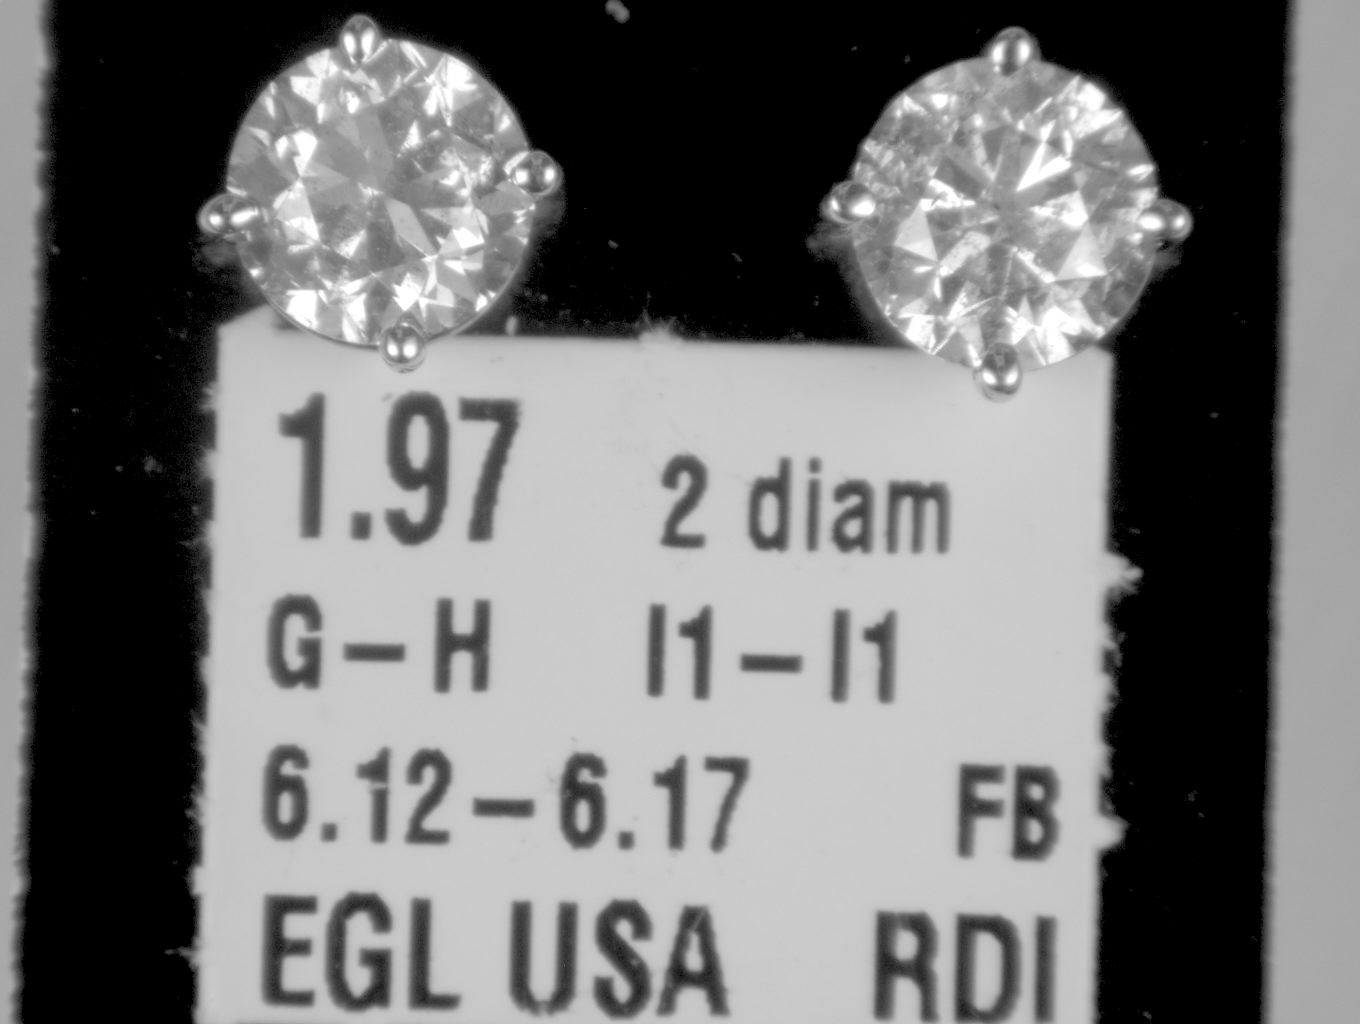 1.97 2 diam
G-H I1-I1
6.12-6.17 FB
EGL USA RDI